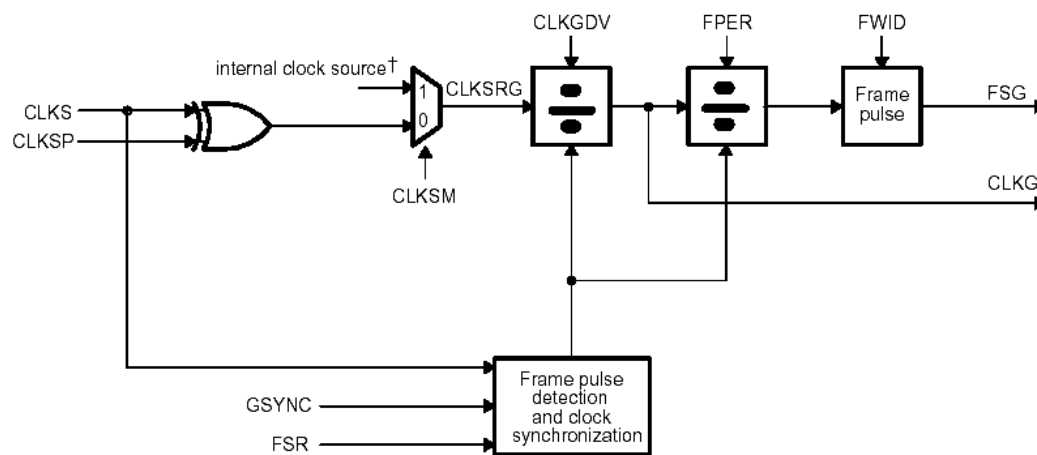 CLKGDV
FPER
FWID
internal clock source†
CLKS
CLKSP
1
0
CLKSRG
CLKSM
Frame
pulse
FSG
CLKG
GSYNC
FSR
Frame pulse
detection
and clock
synchronization